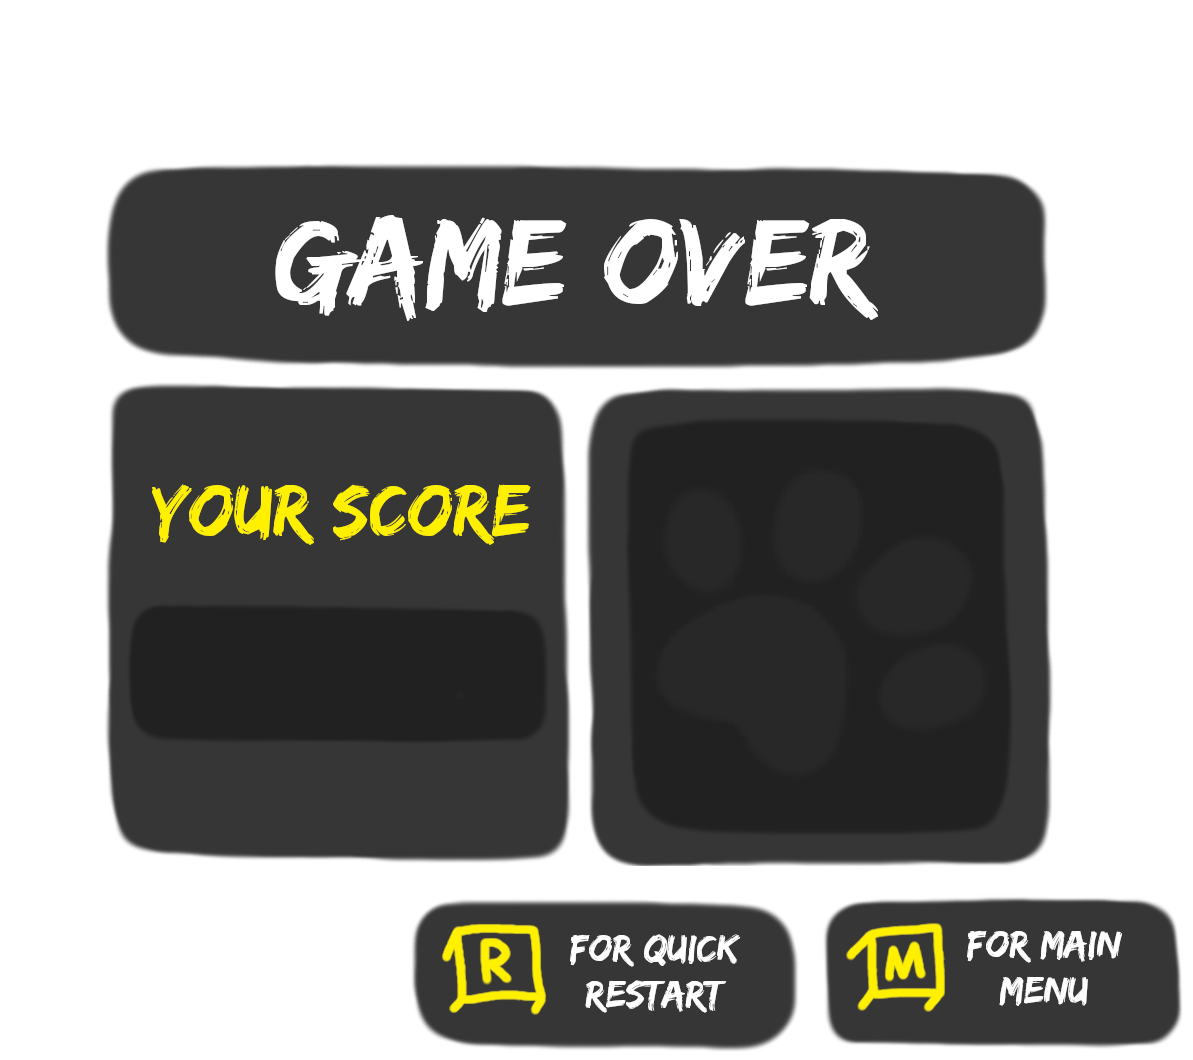 GAME OVER
YOUR SCORE
R
FOR QUICK
RESTART
M
FOR MAIN
MENU